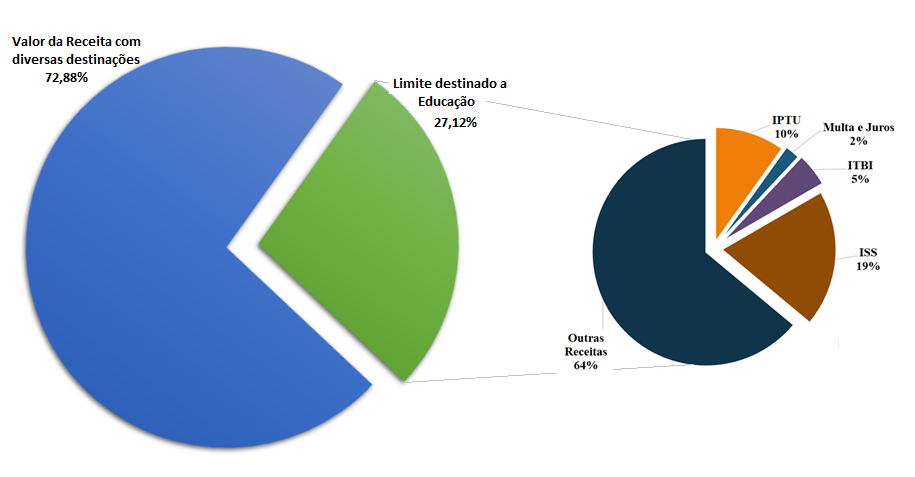 Valor da Receita com
diversas destinações
72,88%
Limite destinado a
Educação
27,12%
IPTU
10%
Multa e Juros
2%
ITBI
5%
ISS
19%
Outras
Receitas
64%